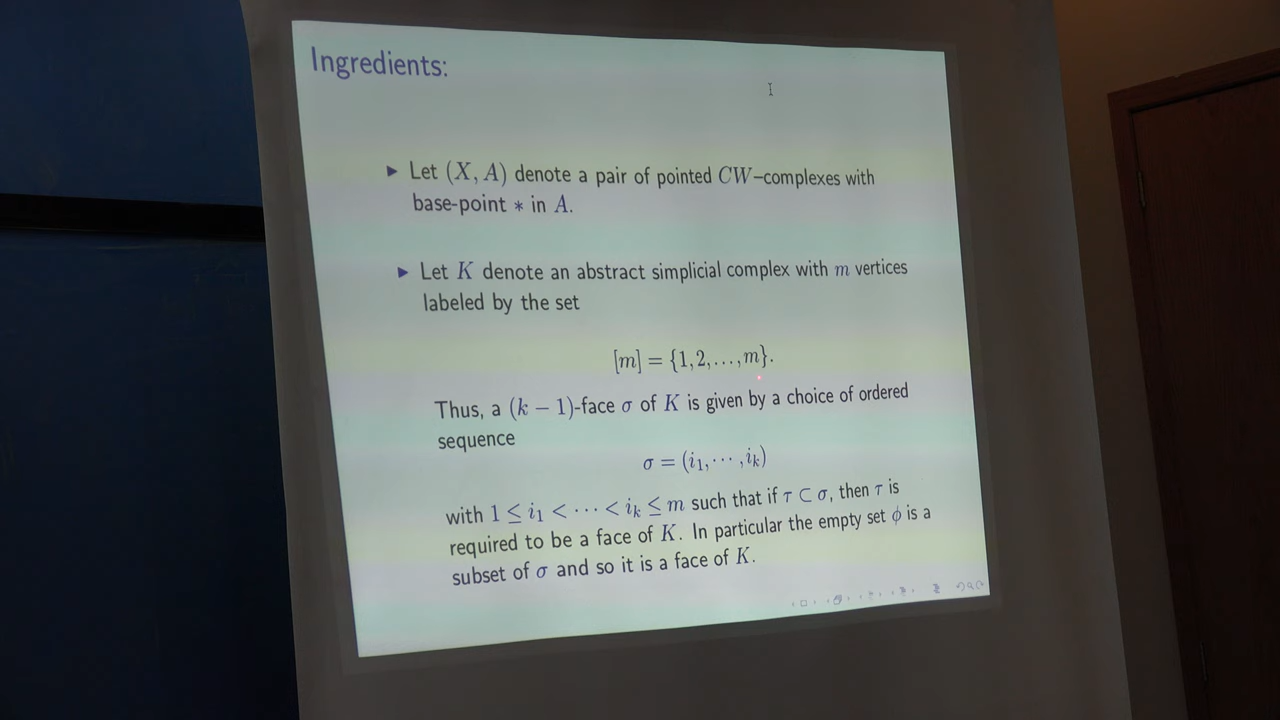 Ingredients:
▶ Let (X, A) denote a pair of pointed CW–complexes with
base-point ∗ in A.
▶ Let K denote an abstract simplicial complex with m vertices
labeled by the set
[m] = {1, 2, . . . , m}.
Thus, a (k − 1)-face σ of K is given by a choice of ordered
sequence
σ = (i₁, · · · , iₖ)
with 1 ≤ i₁ < · · · < iₖ ≤ m such that if τ ⊂ σ, then τ is
required to be a face of K. In particular the empty set ϕ is a
subset of σ and so it is a face of K.